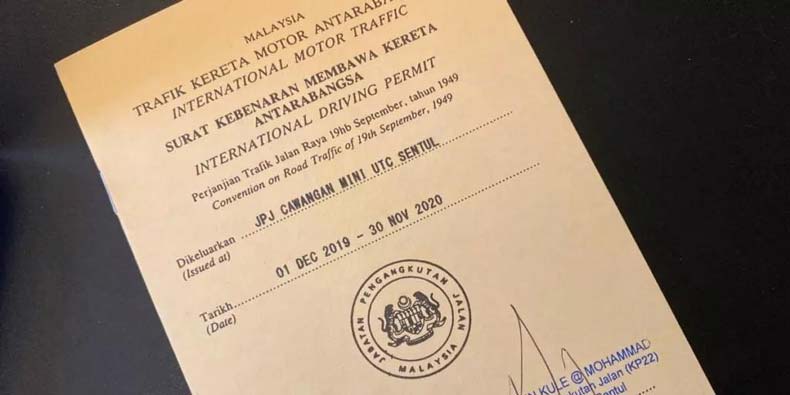 MALAYSIA
TRAFIK KERETA MOTOR
INTERNATIONAL MOTOR TRAFFIC
SURAT KEBENARAN MEMBAWA KERETA
ANTARABANGSA
INTERNATIONAL DRIVING PERMIT
Perjanjian Trafik Jalan Raya 19hb September, tahun 1949
Convention on Road Traffic of 19th September, 1949
Dikeluarkan JPJ CAWANGAN MINI UTC SENTUL
(Issued at)
Tarikh 01 DEC 2019 - 30 NOV 2020
(Date)
JABATAN PENGANGKUTAN JALAN
MALAYSIA
KULE @ MOHAMMAD
Jalan (KP22)